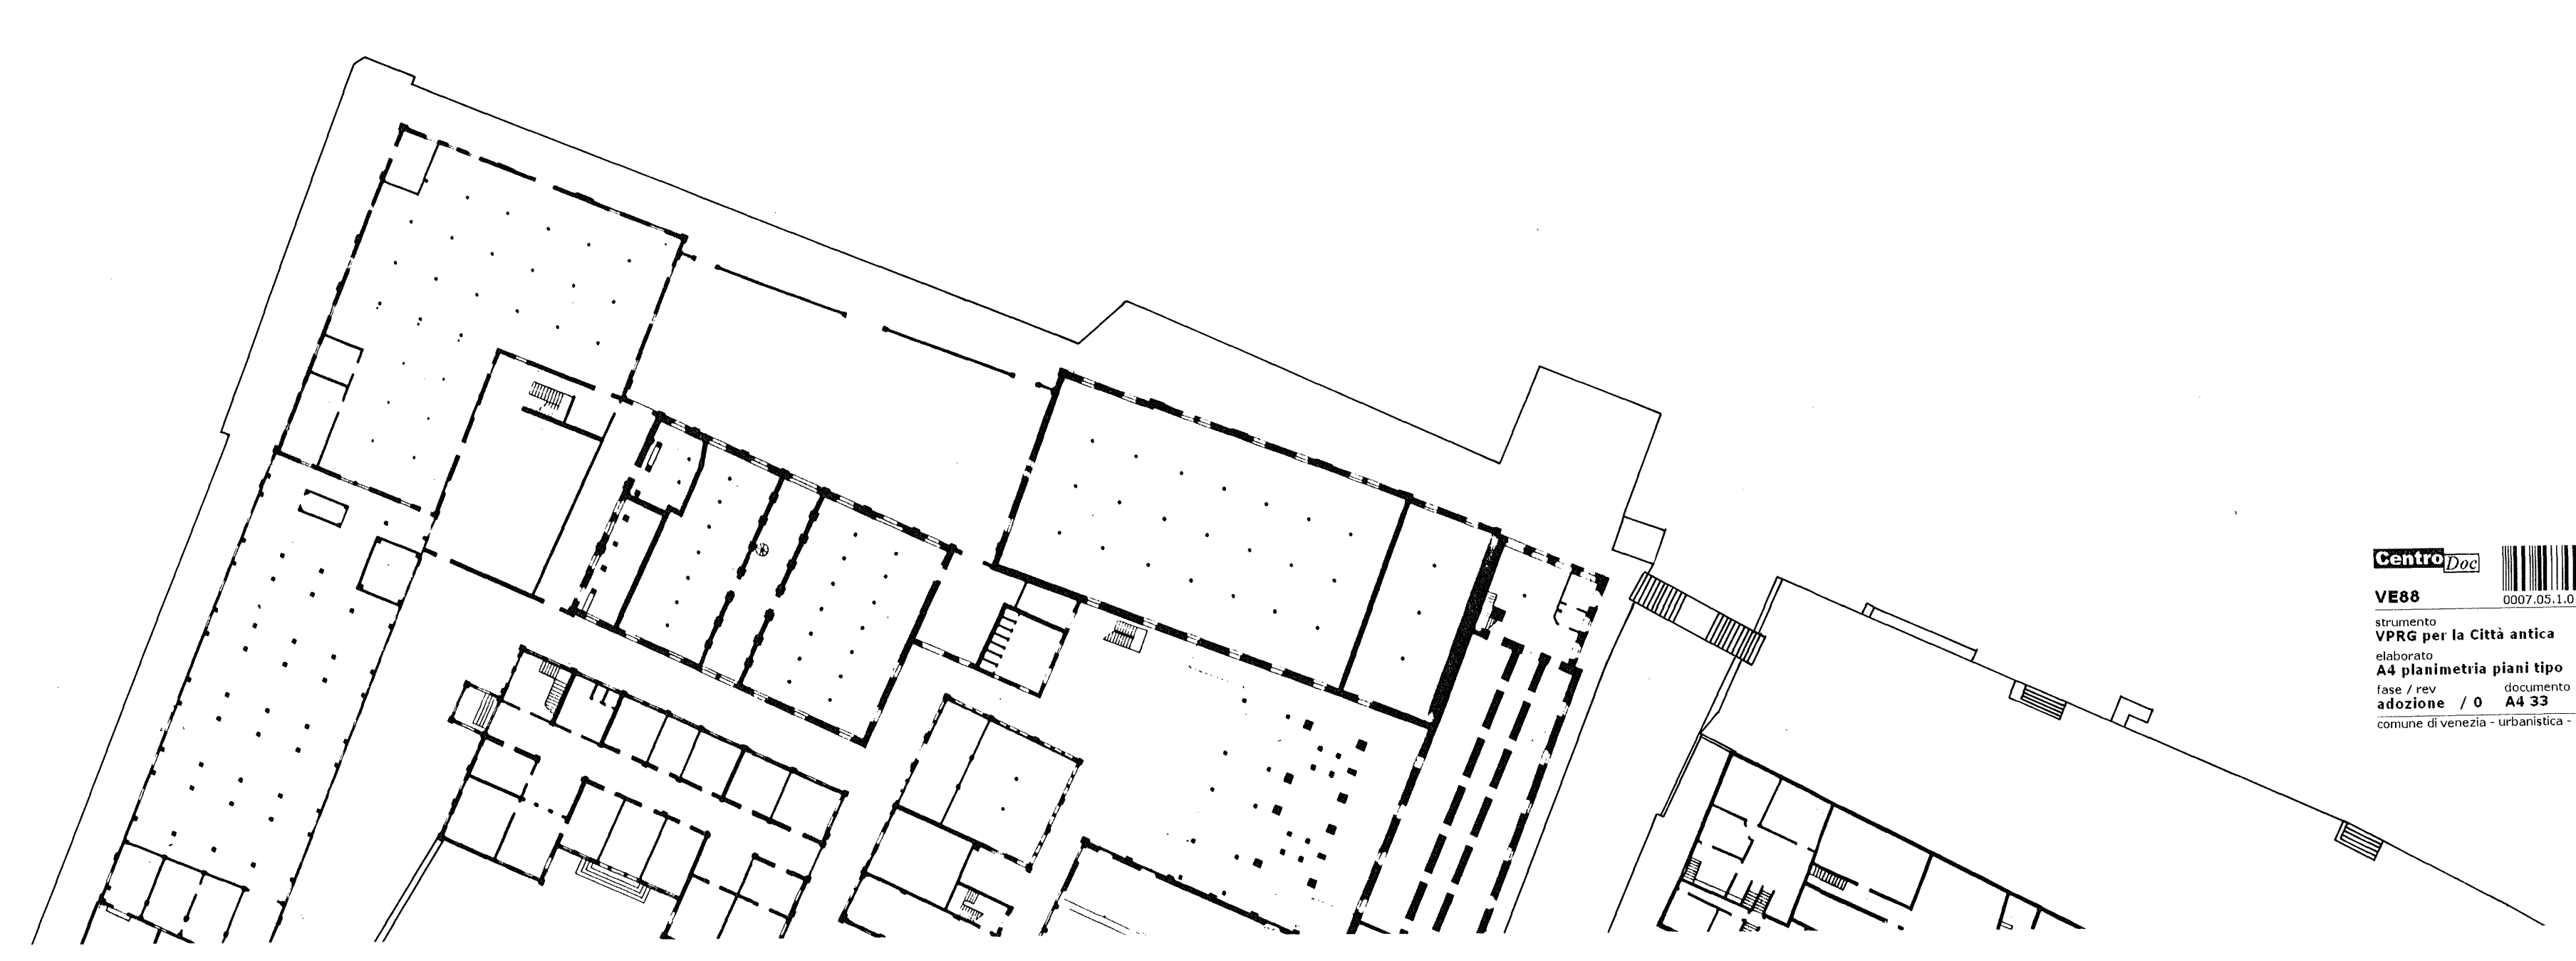 Centro Doc
VE88
0007.05.1.0
strumento
VPRG per la Città antica
elaborato
A4 planimetria piani tipo
fase / rev documento
adozione / 0 A4 33
comune di venezia - urbanistica -